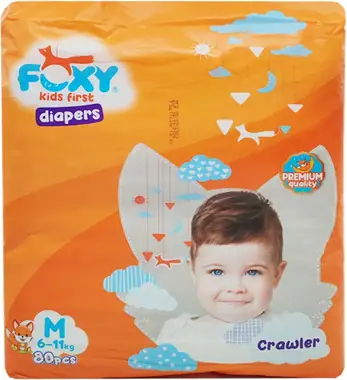 FOXY®
kids first
diapers
PREMIUM
quality
M
6-11kg
80pcs
Crawler